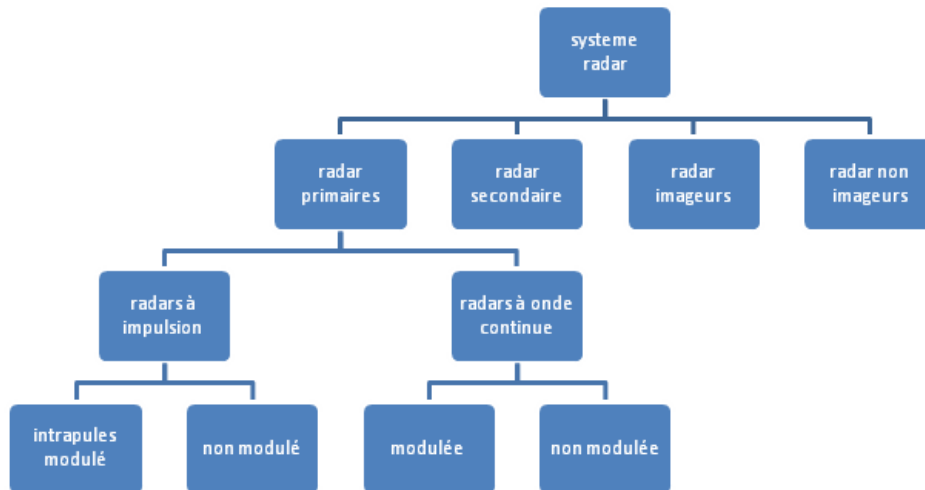 systeme
radar
radar
primaires
radar
secondaire
radar
imageurs
radar non
imageurs
radars à
impulsion
radars à onde
continue
intrapules
modulé
non modulé
modulée
non modulée